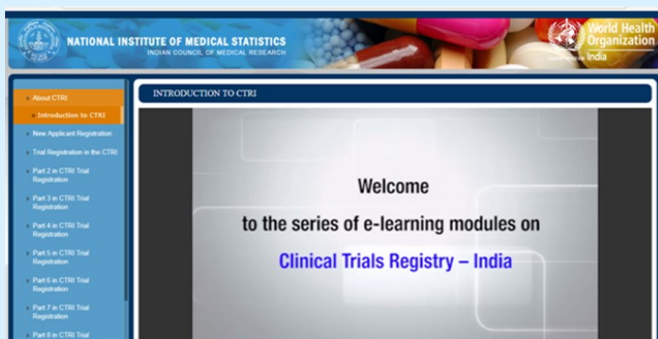 NATIONAL INSTITUTE OF MEDICAL STATISTICS
INDIAN COUNCIL OF MEDICAL RESEARCH
World Health
Organization
India
About CTRI
Introduction to CTRI
New Applicant Registration
Trial Registration in the CTRI
Part 2 in CTRI Trial
Registration
Part 3 in CTRI Trial
Registration
Part 4 in CTRI Trial
Registration
Part 5 in CTRI Trial
Registration
Part 6 in CTRI Trial
Registration
Part 7 in CTRI Trial
Registration
Part 8 in CTRI Trial
INTRODUCTION TO CTRI
Welcome
to the series of e-learning modules on
Clinical Trials Registry – India